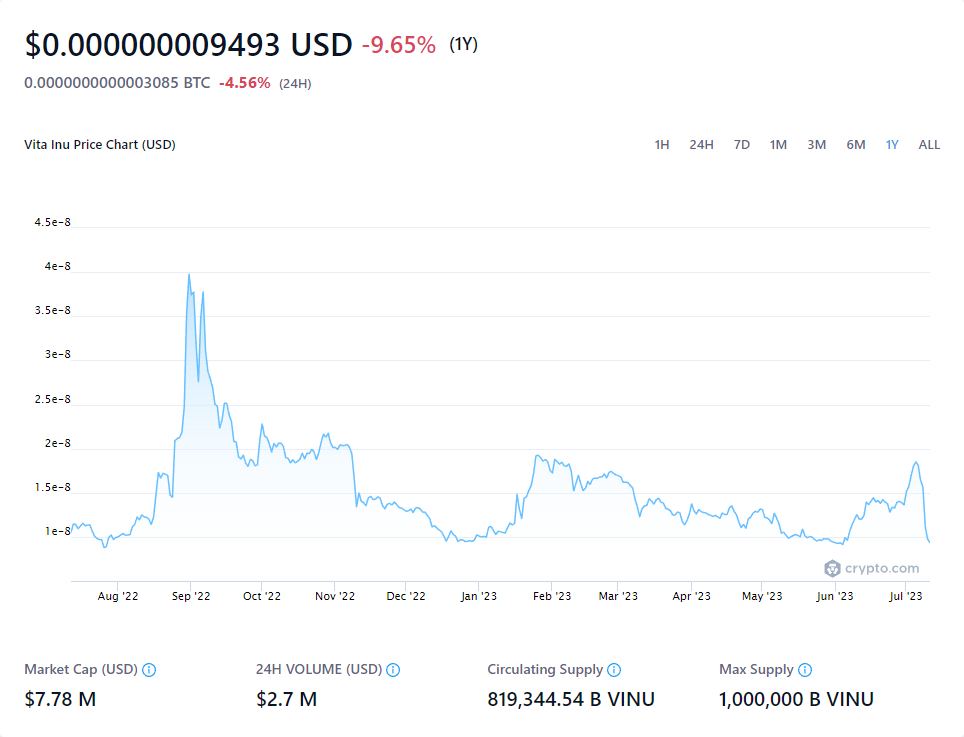 $0.000000009493 USD -9.65% (1Y)
0.0000000000003085 BTC -4.56% (24H)
Vita Inu Price Chart (USD) 1H 24H 7D 1M 3M 6M 1Y ALL
4.5e-8
4e-8
3.5e-8
3e-8
2.5e-8
2e-8
1.5e-8
1e-8
crypto.com
Aug '22 Sep '22 Oct '22 Nov '22 Dec '22 Jan '23 Feb '23 Mar '23 Apr '23 May '23 Jun '23 Jul '23
Market Cap (USD) 24H VOLUME (USD) Circulating Supply Max Supply
$7.78 M $2.7 M 819,344.54 B VINU 1,000,000 B VINU